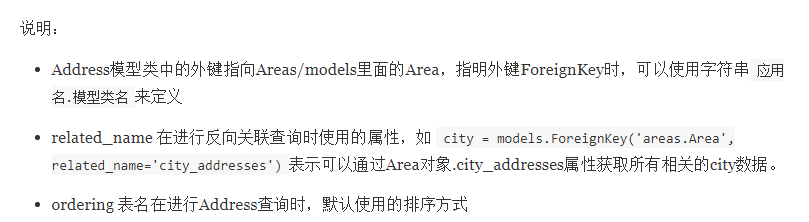 说明：
• Address模型类中的外键指向Areas/models里面的Area，指明外键ForeignKey时，可以使用字符串 应用
名.模型类名 来定义
• related_name 在进行反向关联查询时使用的属性，如 city = models.ForeignKey('areas.Area',
related_name='city_addresses') 表示可以通过Area对象.city_addresses属性获取所有相关的city数据。
• ordering 表名在进行Address查询时，默认使用的排序方式